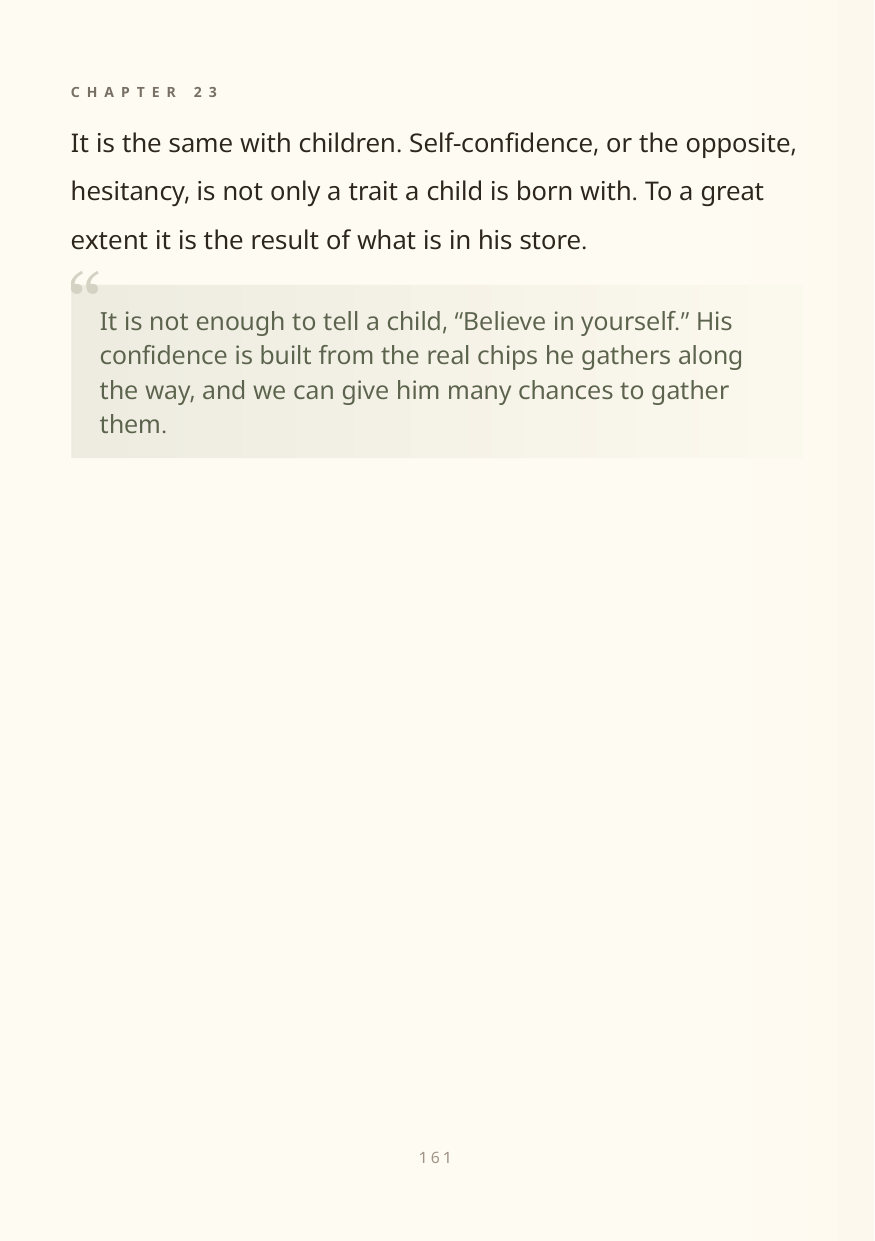 CHAPTER 23
It is the same with children. Self-confidence, or the opposite,
hesitancy, is not only a trait a child is born with. To a great
extent it is the result of what is in his store.
“
It is not enough to tell a child, “Believe in yourself.” His
confidence is built from the real chips he gathers along
the way, and we can give him many chances to gather
them.
161